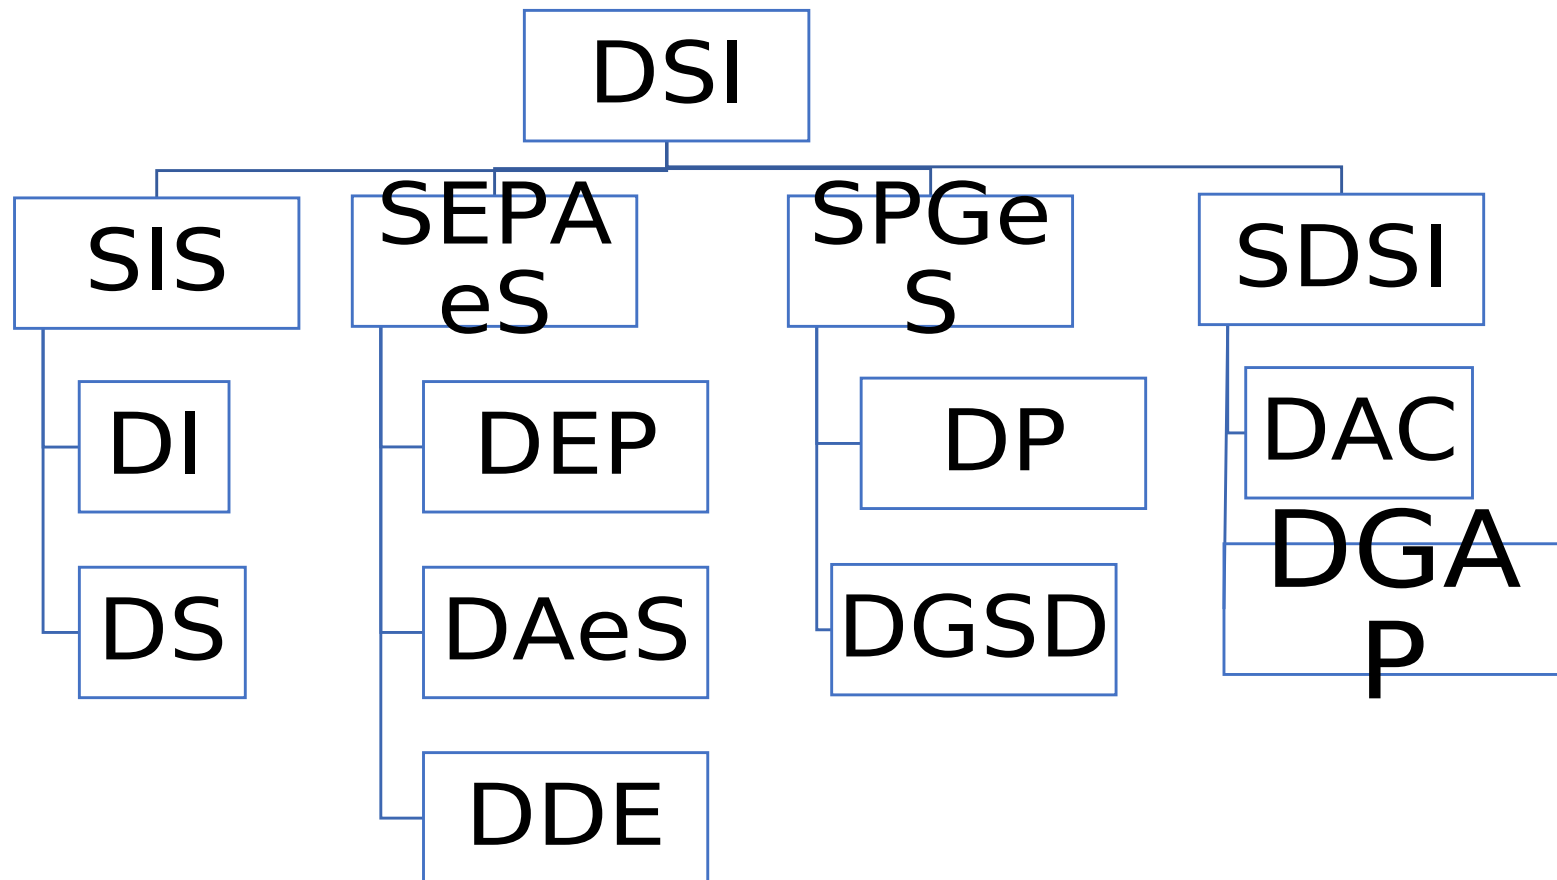 DSI
SIS
SEPA
eS
SPGe
S
SDSI
DI
DS
DEP
DAeS
DDE
DP
DGSD
DAC
DGA
P